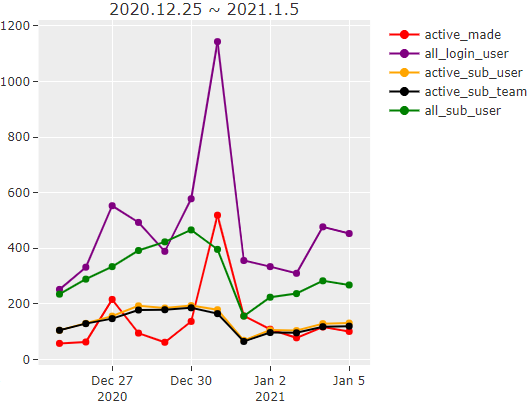 2020.12.25 ~ 2021.1.5
1200
1000
800
600
400
200
0
Dec 27
2020
Dec 30
Jan 2
2021
Jan 5
active_made
all_login_user
active_sub_user
active_sub_team
all_sub_user